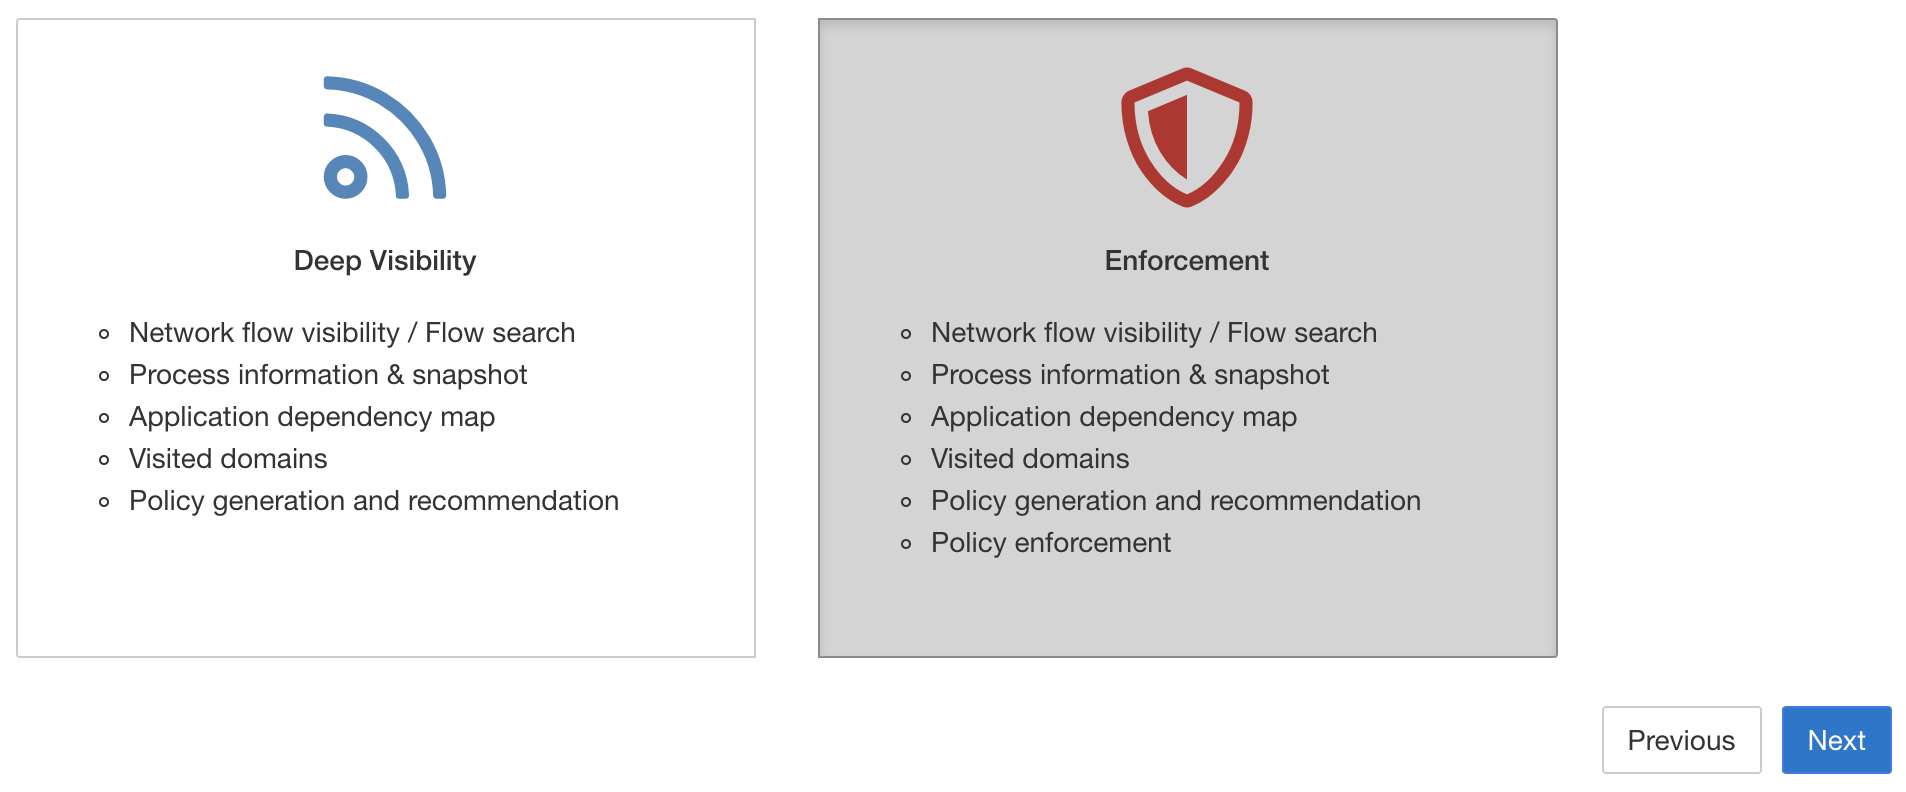 Deep Visibility
Network flow visibility / Flow search
Process information & snapshot
Application dependency map
Visited domains
Policy generation and recommendation
Enforcement
Network flow visibility / Flow search
Process information & snapshot
Application dependency map
Visited domains
Policy generation and recommendation
Policy enforcement
Previous
Next